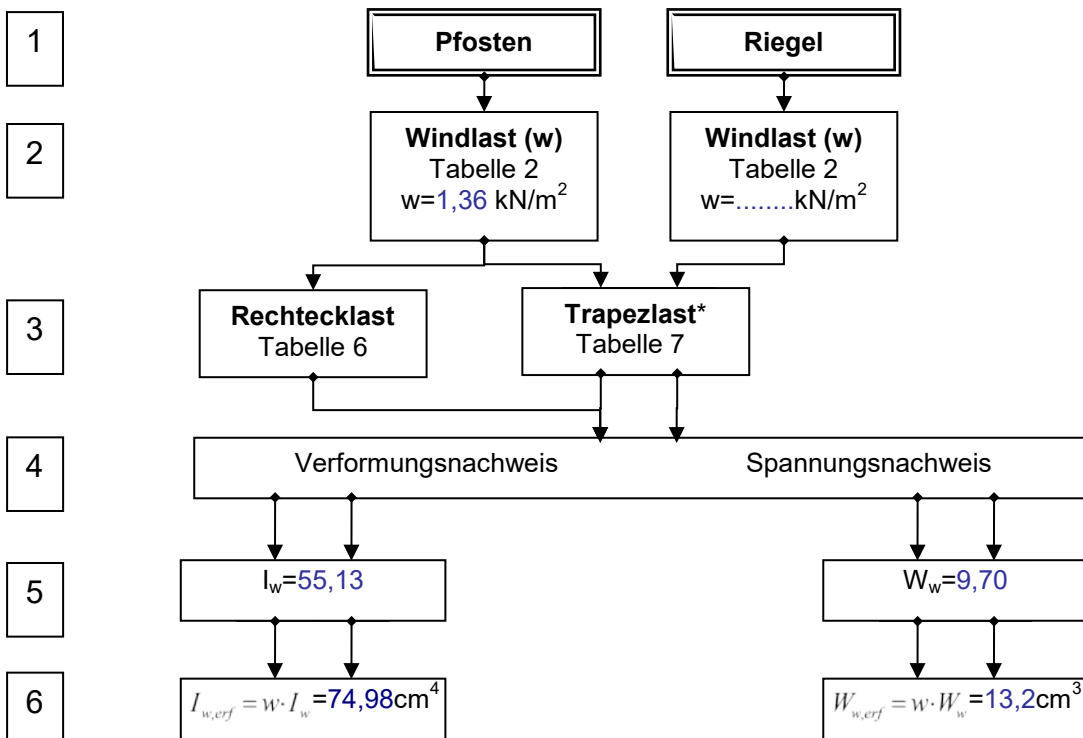 1
Pfosten
Riegel
2
Windlast (w)
Tabelle 2
w=1,36 kN/m²
Windlast (w)
Tabelle 2
w=........kN/m²
3
Rechtecklast
Tabelle 6
Trapezlast*
Tabelle 7
4
Verformungsnachweis
Spannungsnachweis
5
I_w=55,13
W_w=9,70
6
I_w,erf = w· I_w=74,98cm⁴
W_w,erf = w· W_w=13,2cm³